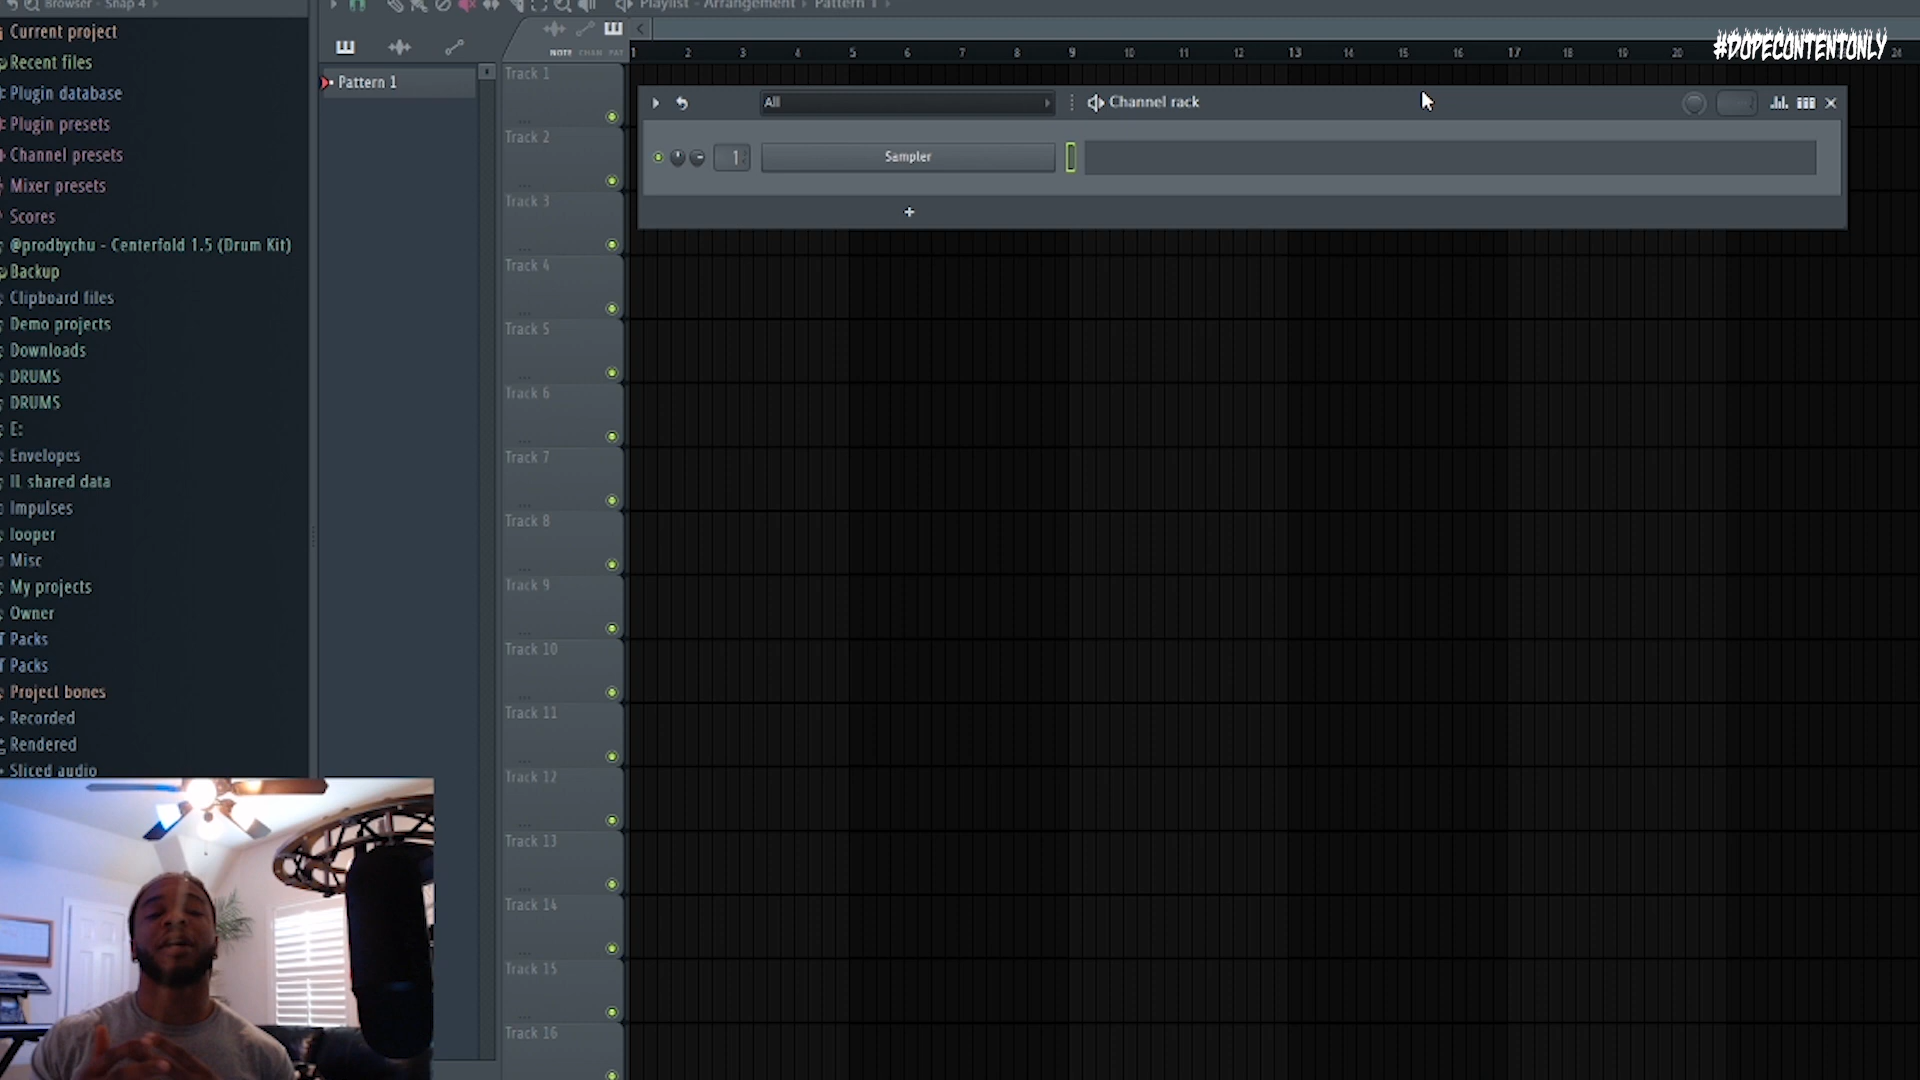 Browser - Snap 4
Playlist - Arrangement › Pattern 1 ›
#DOPECONTENTONLY
Current project
Recent files
Plugin database
Plugin presets
Channel presets
Mixer presets
Scores
@prodbychu - Centerfold 1.5 (Drum Kit)
Backup
Clipboard files
Demo projects
Downloads
DRUMS
DRUMS
E:
Envelopes
IL shared data
Impulses
looper
Misc
My projects
Owner
Packs
Packs
Project bones
Recorded
Rendered
Sliced audio
Pattern 1
NOTE CHAN PAT
1 2 3 4 5 6 7 8 9 10 11 12 13 14 15 16 17 18 19 20 24
Track 1
Track 2
Track 3
Track 4
Track 5
Track 6
Track 7
Track 8
Track 9
Track 10
Track 11
Track 12
Track 13
Track 14
Track 15
Track 16
All
Channel rack
1
Sampler
+